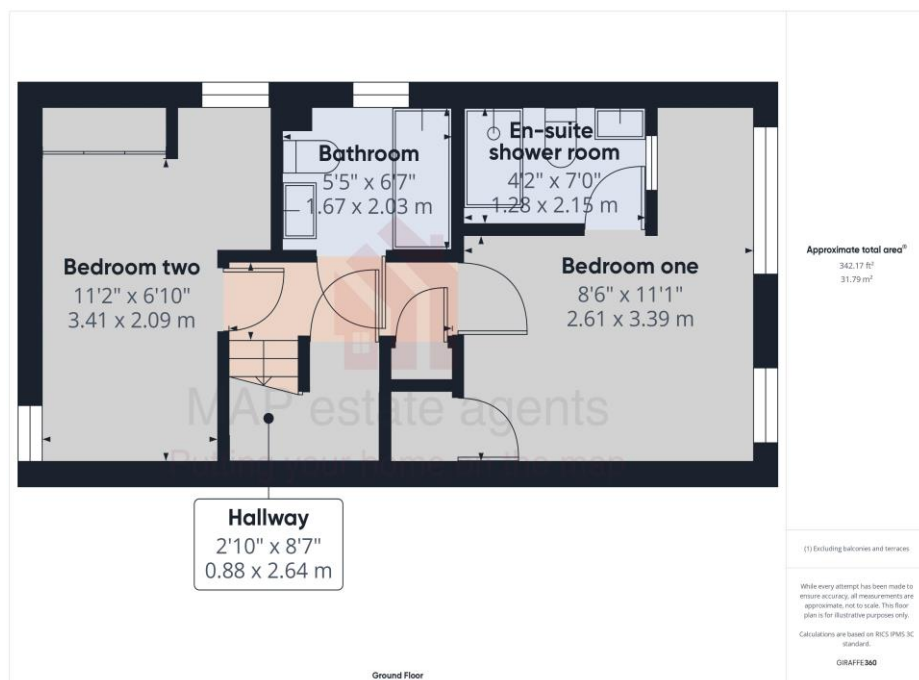 Bathroom
5'5" x 6'7"
1.67 x 2.03 m
En-suite
shower room
4'2" x 7'0"
1.28 x 2.15 m
Bedroom two
11'2" x 6'10"
3.41 x 2.09 m
Bedroom one
8'6" x 11'1"
2.61 x 3.39 m
MAP estate agents
Putting your home on the map
Hallway
2'10" x 8'7"
0.88 x 2.64 m
Ground Floor
Approximate total area⁽¹⁾
342.17 ft²
31.79 m²
(1) Excluding balconies and terraces
While every attempt has been made to
ensure accuracy, all measurements are
approximate, not to scale. This floor
plan is for illustrative purposes only.
Calculations are based on RICS IPMS 3C
standard.
GIRAFFE360